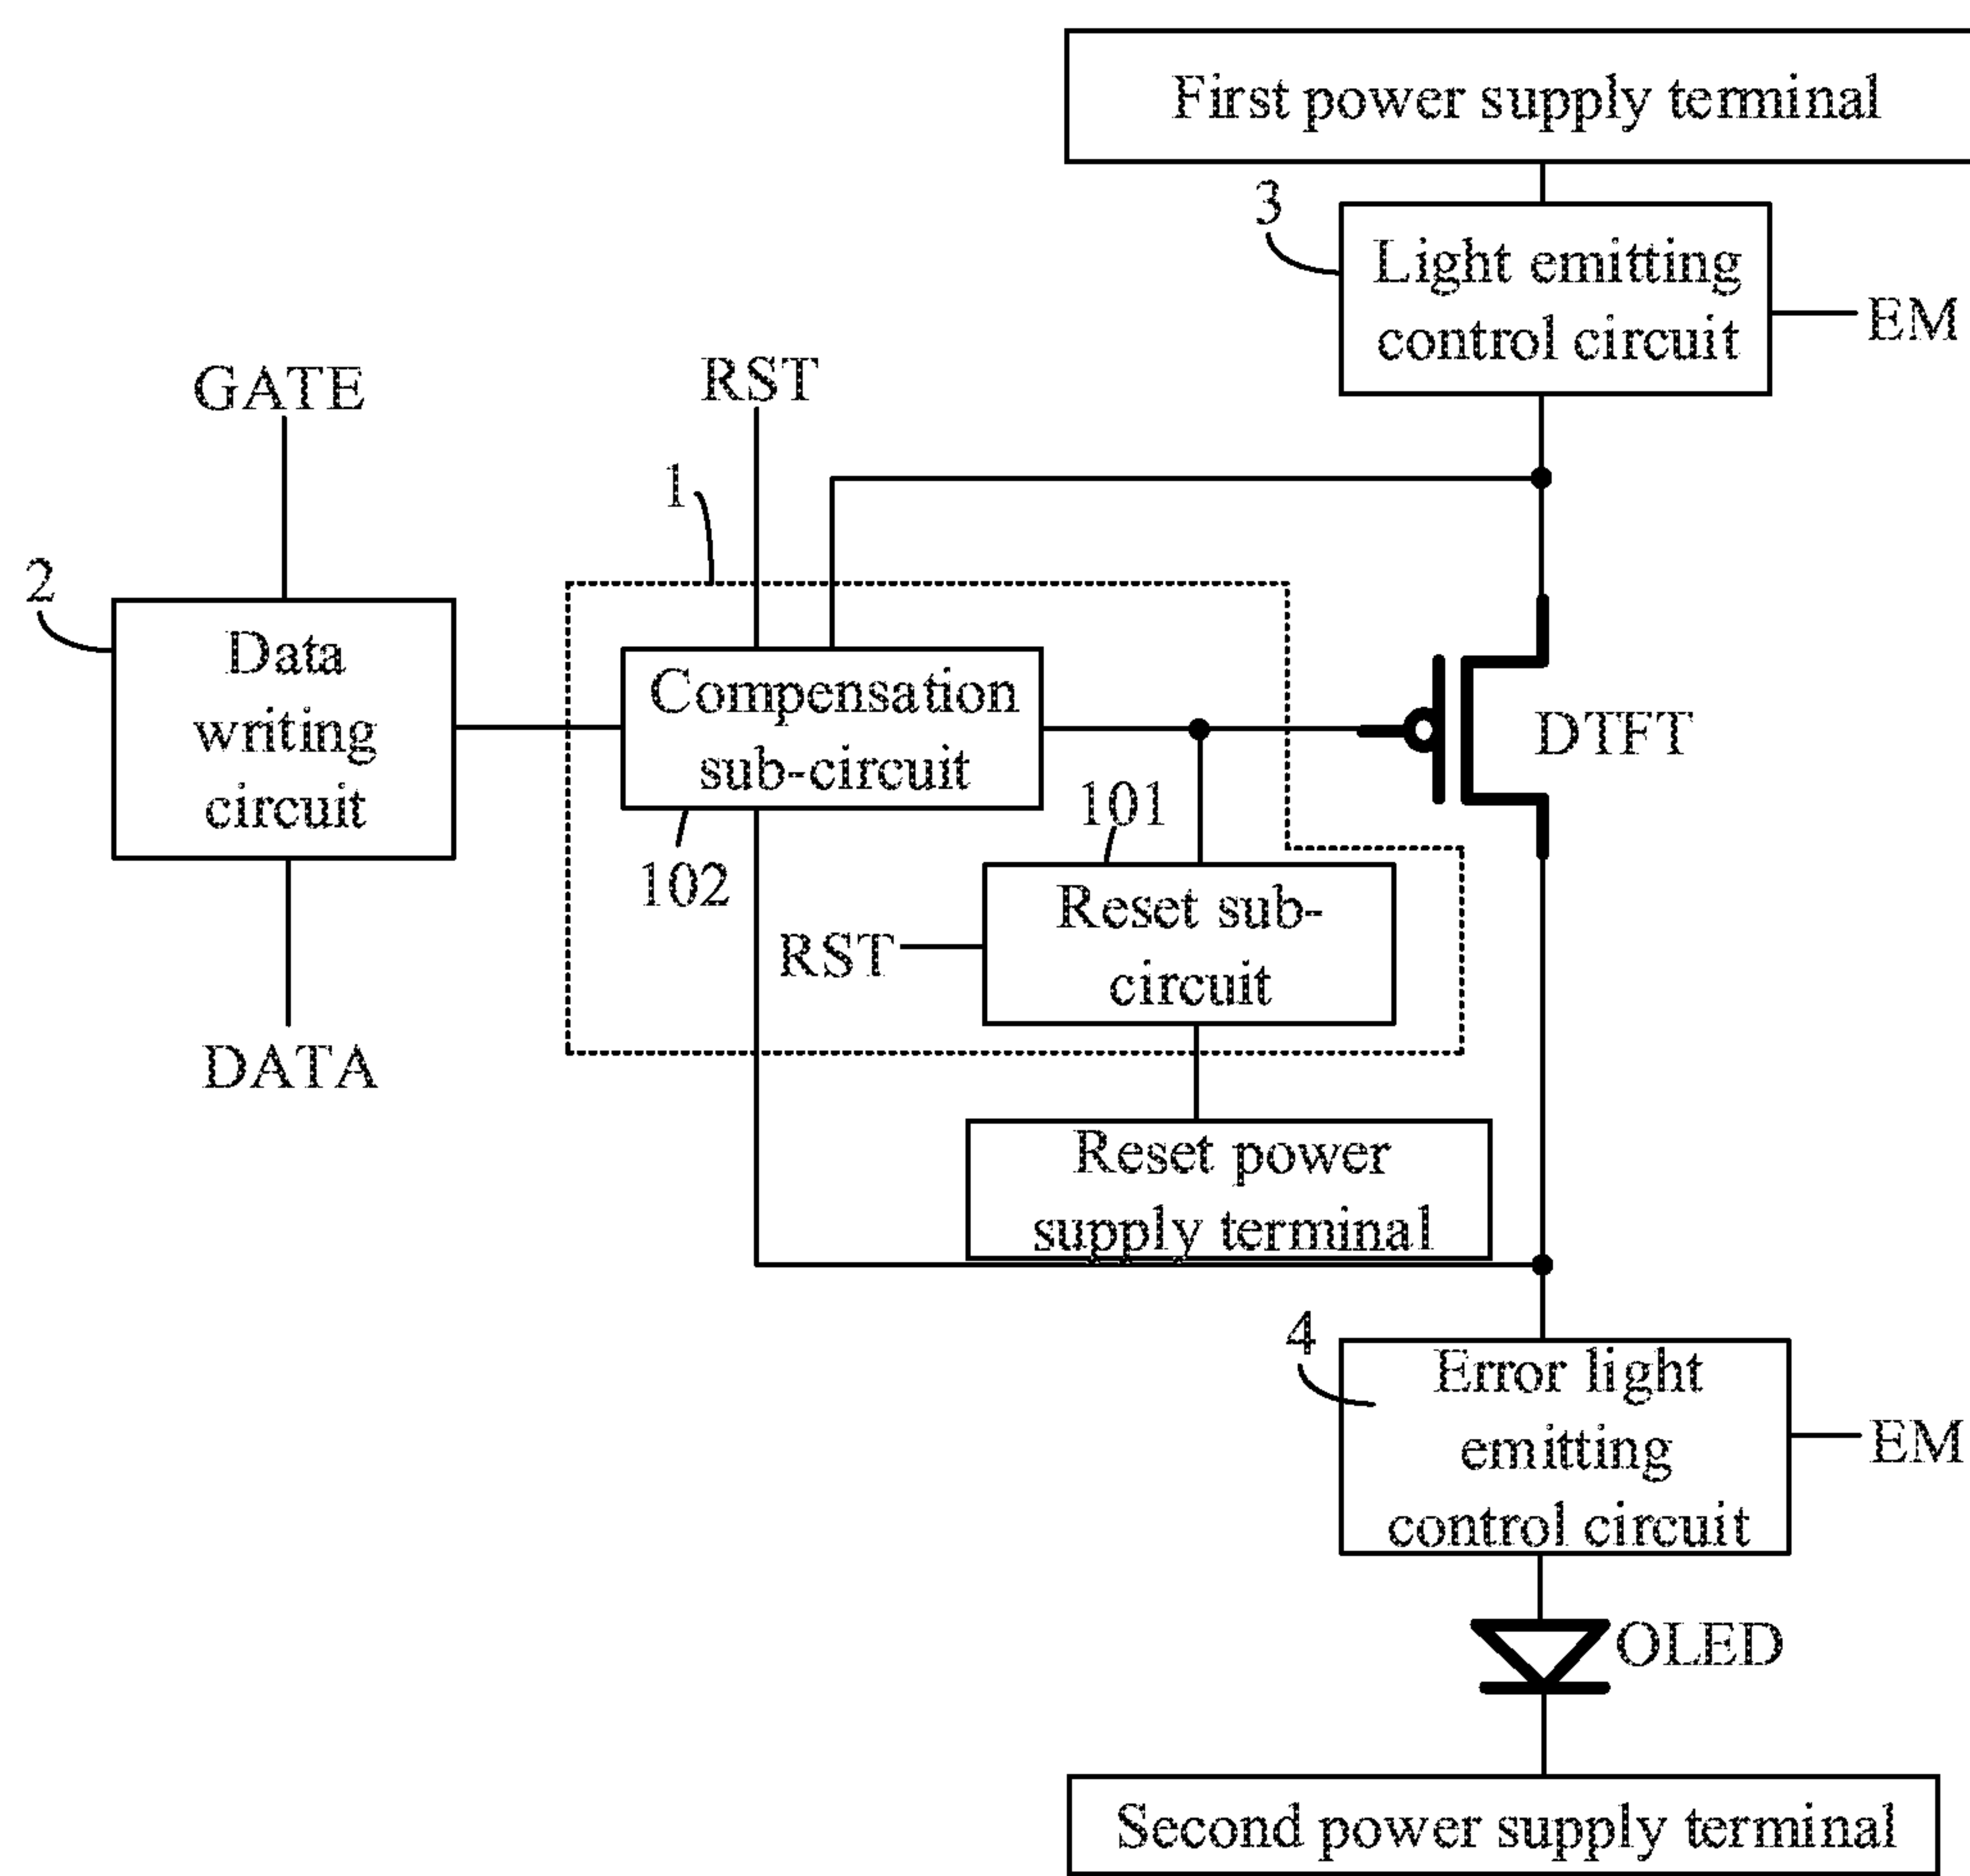 First power supply terminal
3
Light emitting
control circuit
EM
GATE
RST
1
2
Data
writing
circuit
Compensation
sub-circuit
DTFT
101
102
Reset sub-
circuit
RST
DATA
Reset power
supply terminal
4
Error light
emitting
control circuit
EM
OLED
Second power supply terminal